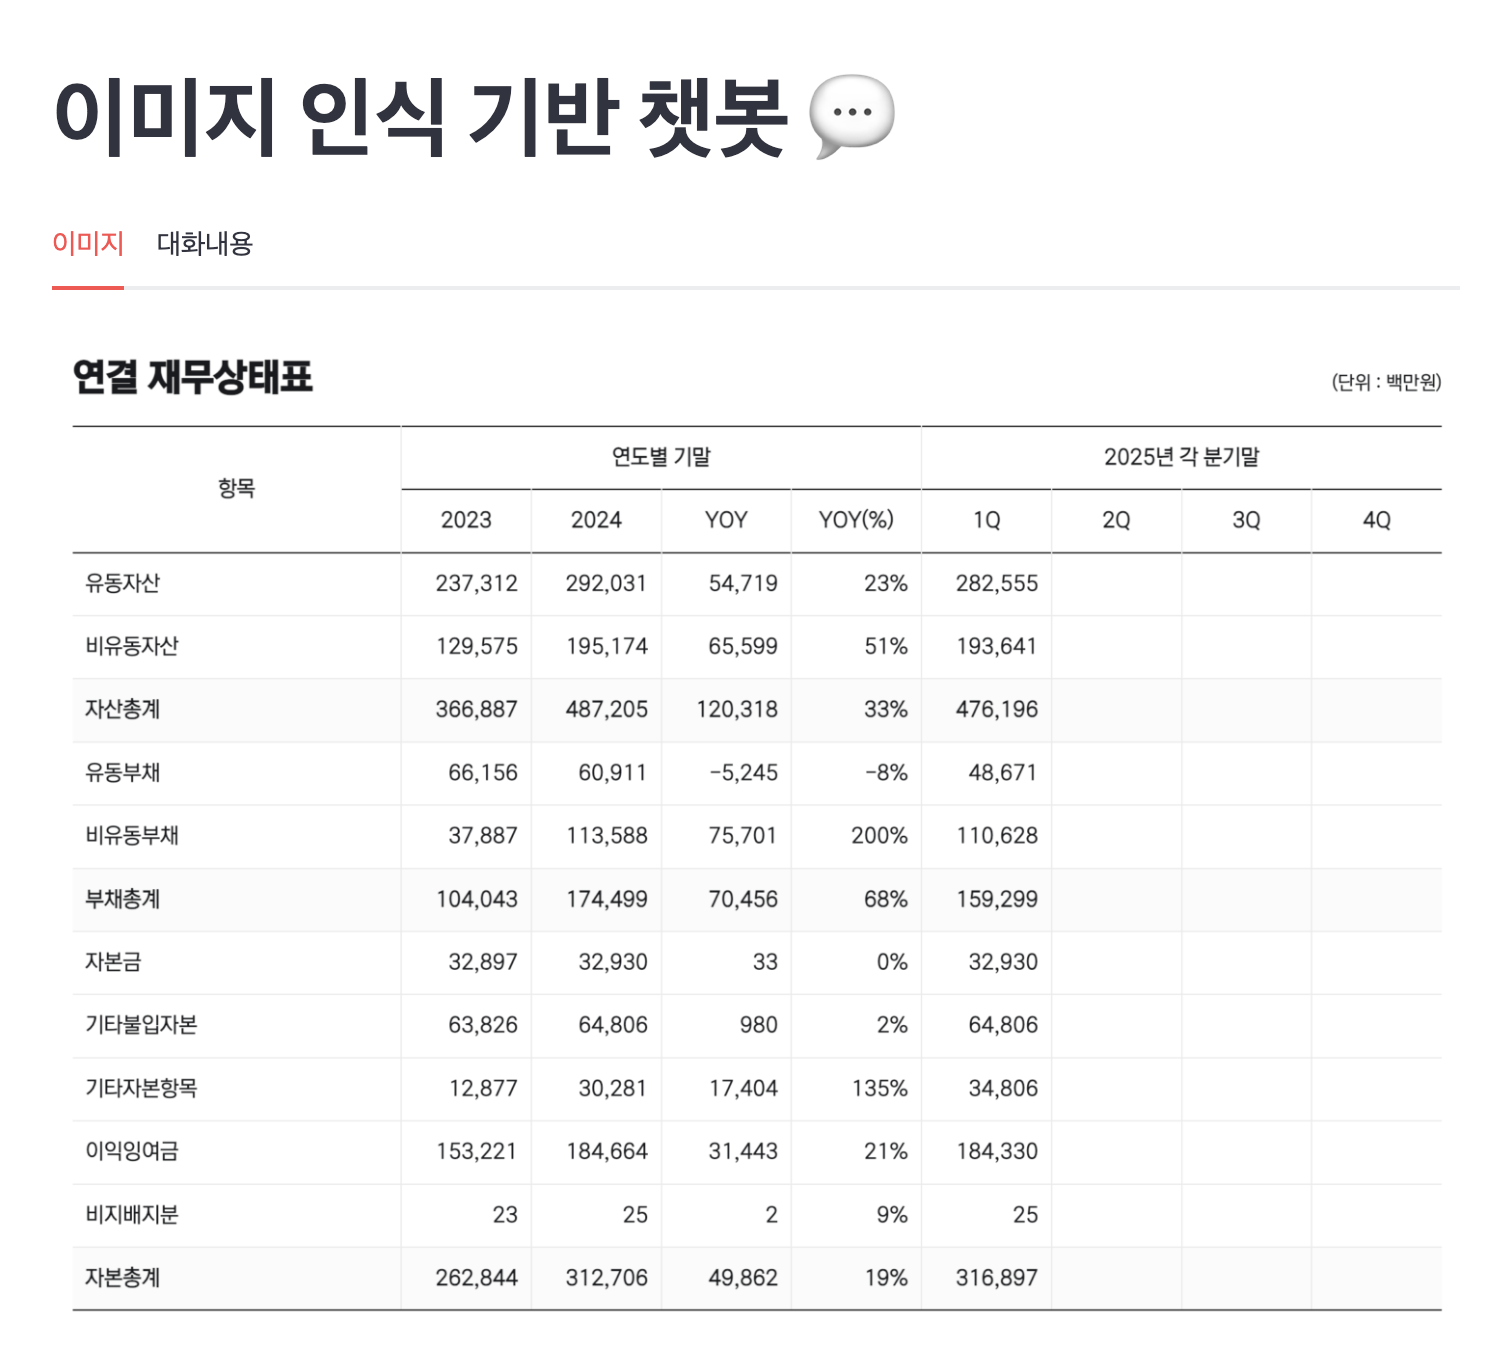 이미지 인식 기반 챗봇 💬
이미지 대화내용
연결 재무상태표 (단위 : 백만원)
항목 연도별 기말 2025년 각 분기말
2023 2024 YOY YOY(%) 1Q 2Q 3Q 4Q
유동자산 237,312 292,031 54,719 23% 282,555
비유동자산 129,575 195,174 65,599 51% 193,641
자산총계 366,887 487,205 120,318 33% 476,196
유동부채 66,156 60,911 -5,245 -8% 48,671
비유동부채 37,887 113,588 75,701 200% 110,628
부채총계 104,043 174,499 70,456 68% 159,299
자본금 32,897 32,930 33 0% 32,930
기타불입자본 63,826 64,806 980 2% 64,806
기타자본항목 12,877 30,281 17,404 135% 34,806
이익잉여금 153,221 184,664 31,443 21% 184,330
비지배지분 23 25 2 9% 25
자본총계 262,844 312,706 49,862 19% 316,897